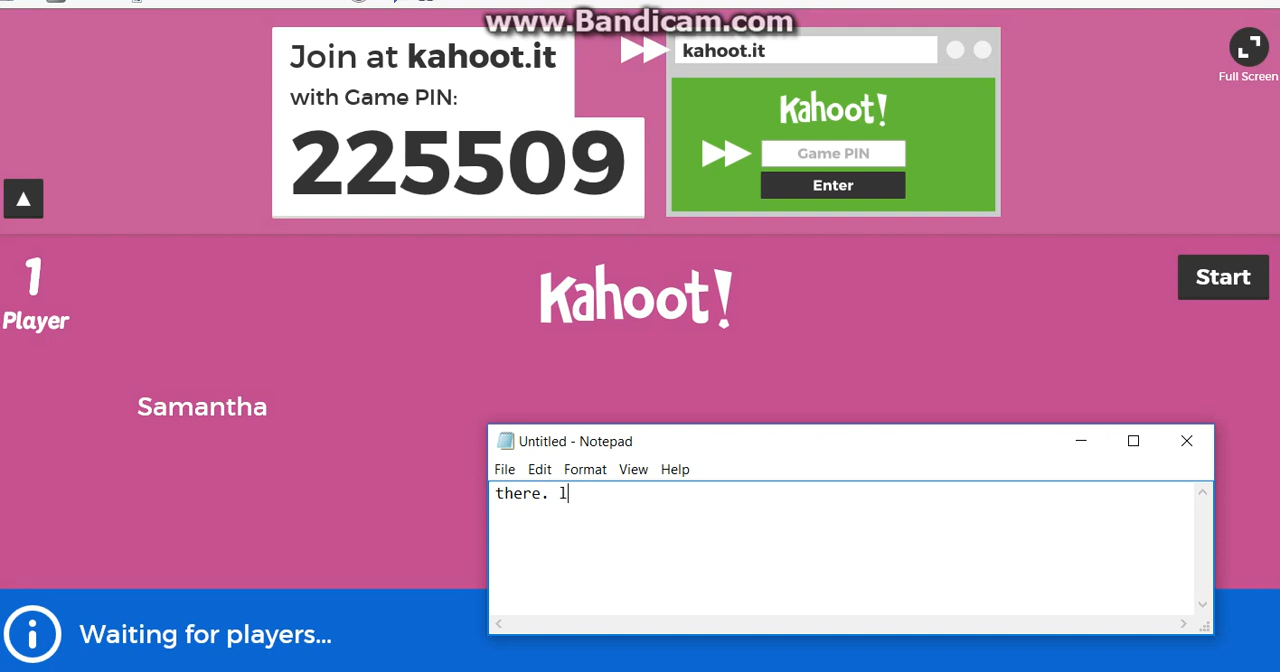 www.Bandicam.com
Join at kahoot.it
with Game PIN:
225509
kahoot.it
Kahoot!
Game PIN
Enter
Full Screen
1
Player
Kahoot!
Start
Samantha
Untitled - Notepad
File Edit Format View Help
there. l
Waiting for players...